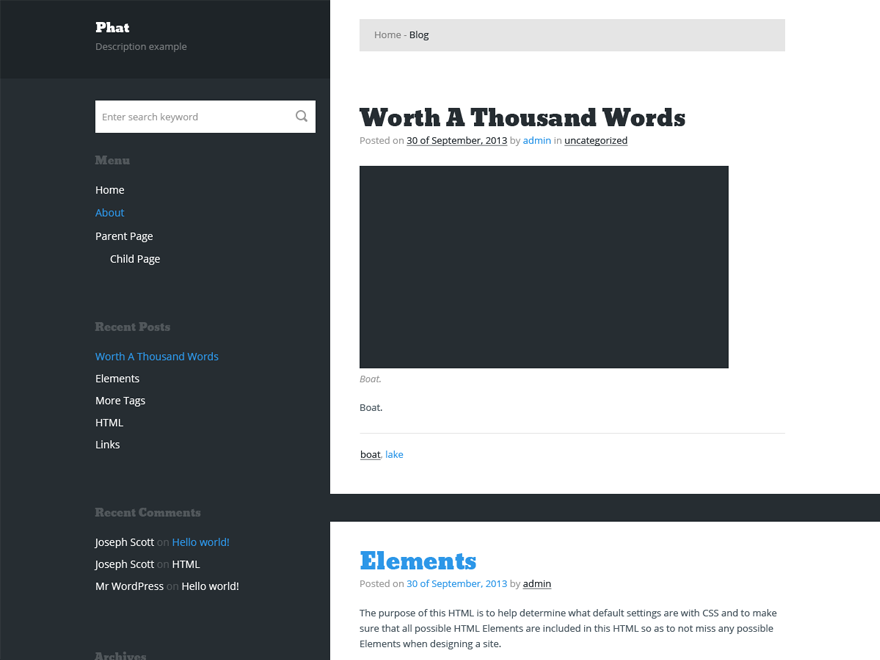 Phat
Description example
Enter search keyword
Menu
Home
About
Parent Page
Child Page
Recent Posts
Worth A Thousand Words
Elements
More Tags
HTML
Links
Recent Comments
Joseph Scott on Hello world!
Joseph Scott on HTML
Mr WordPress on Hello world!
Archives
Home - Blog
Worth A Thousand Words
Posted on 30 of September, 2013 by admin in uncategorized
Boat.
Boat.
boat, lake
Elements
Posted on 30 of September, 2013 by admin
The purpose of this HTML is to help determine what default settings are with CSS and to make
sure that all possible HTML Elements are included in this HTML so as to not miss any possible
Elements when designing a site.